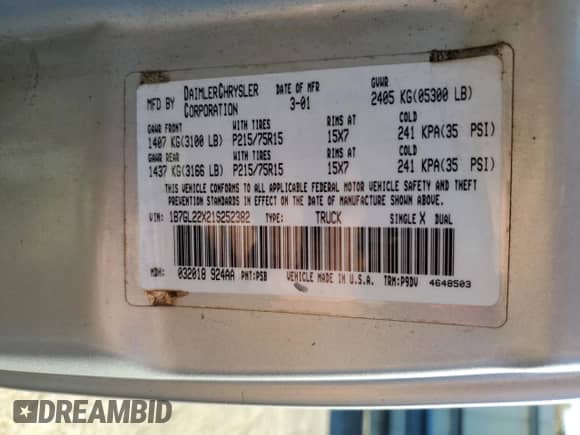 MFD BY DAIMLERCHRYSLER CORPORATION DATE OF MFR 3-01 GVWR 2405 KG(05300 LB)
GAWR FRONT WITH TIRES RIMS AT COLD
1407 KG(3100 LB) P215/75R15 15X7 241 KPA(35 PSI)
GAWR REAR WITH TIRES RIMS AT COLD
1437 KG(3166 LB) P215/75R15 15X7 241 KPA(35 PSI)
THIS VEHICLE CONFORMS TO ALL APPLICABLE FEDERAL MOTOR VEHICLE SAFETY AND THEFT
PREVENTION STANDARDS IN EFFECT ON THE DATE OF MANUFACTURE SHOWN ABOVE.
VIN: 1B7GL22X21S252382 TYPE: TRUCK SINGLE X DUAL
MDH: 032018 924AA PNT:PSB VEHICLE MADE IN U.S.A. TRM:P9DV 4648503
DREAMBID